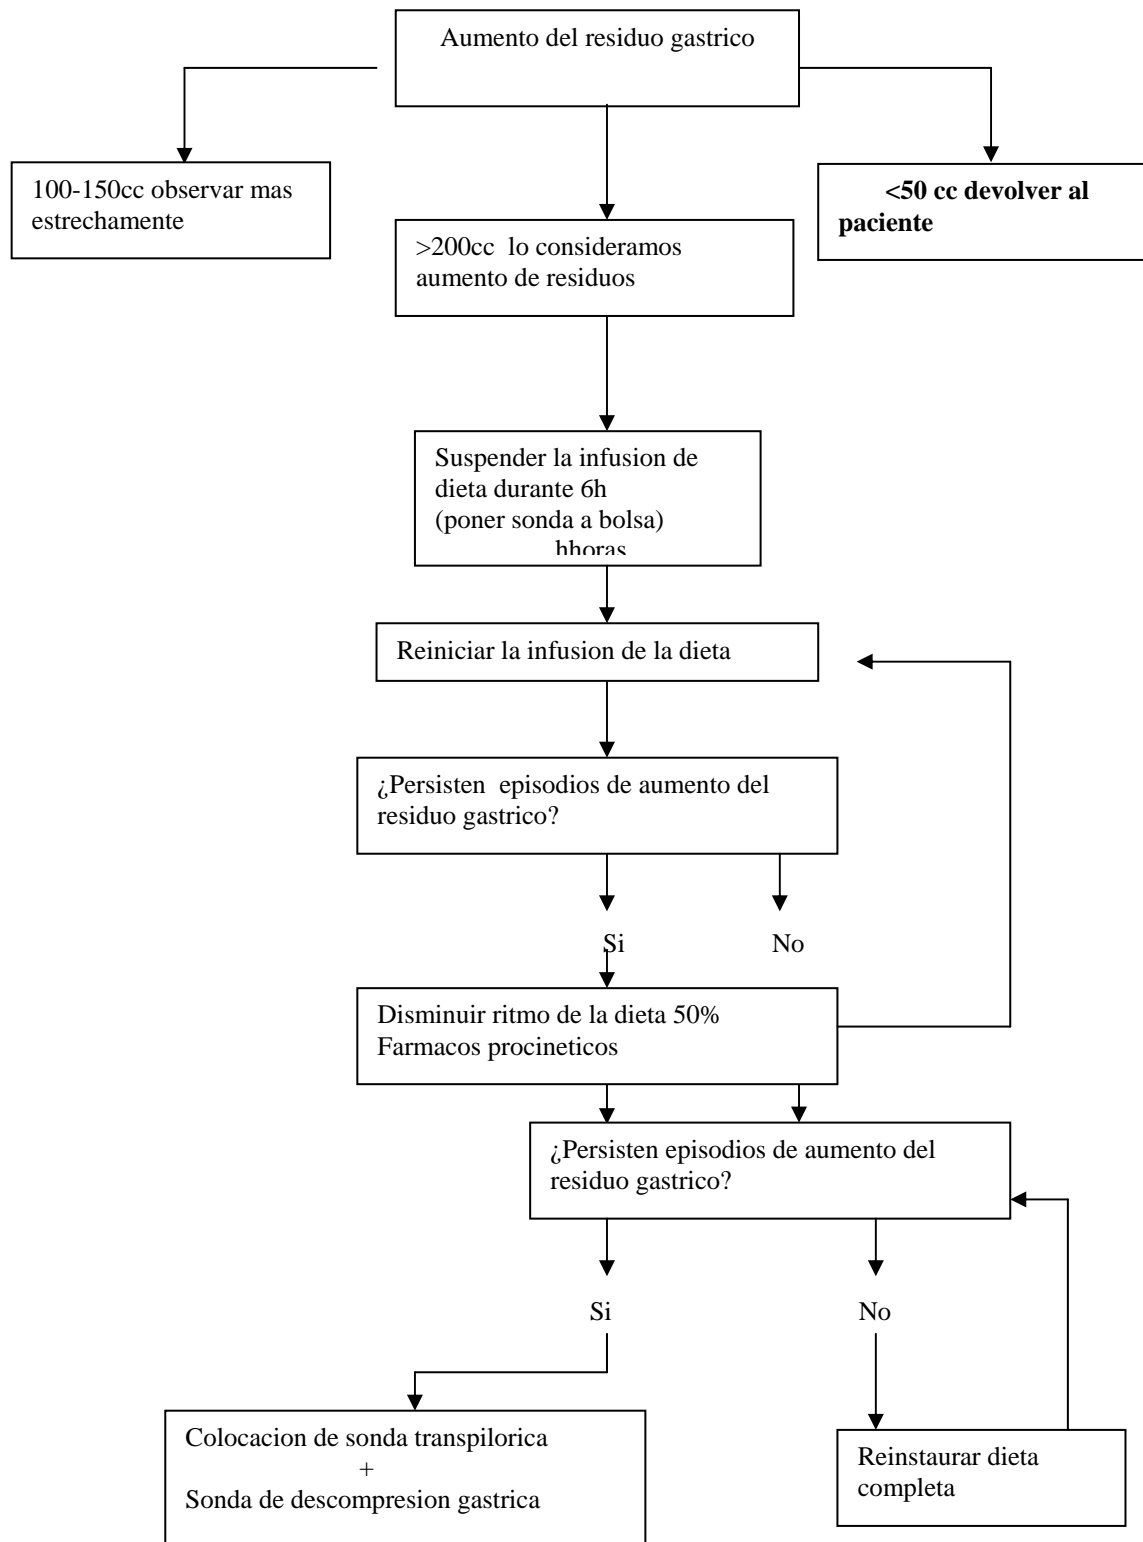 Aumento del residuo gastrico
100-150cc observar mas
estrechamente
>200cc lo consideramos
aumento de residuos
<50 cc devolver al
paciente
Suspender la infusion de
dieta durante 6h
(poner sonda a bolsa)
hhoras
Reiniciar la infusion de la dieta
¿Persisten episodios de aumento del
residuo gastrico?
Si
No
Disminuir ritmo de la dieta 50%
Farmacos procineticos
¿Persisten episodios de aumento del
residuo gastrico?
Si
No
Colocacion de sonda transpilorica
+
Sonda de descompresion gastrica
Reinstaurar dieta
completa